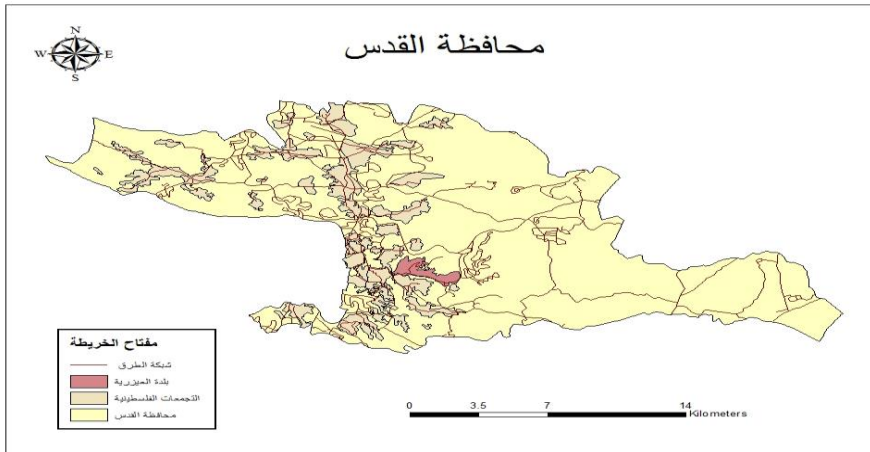 محافظة القدس
N
W E
S
مفتاح الخريطة
شبكة الطرق
بلدة العيزرية
التجمعات الفلسطينية
محافظة القدس
0 3.5 7 14
Kilometers